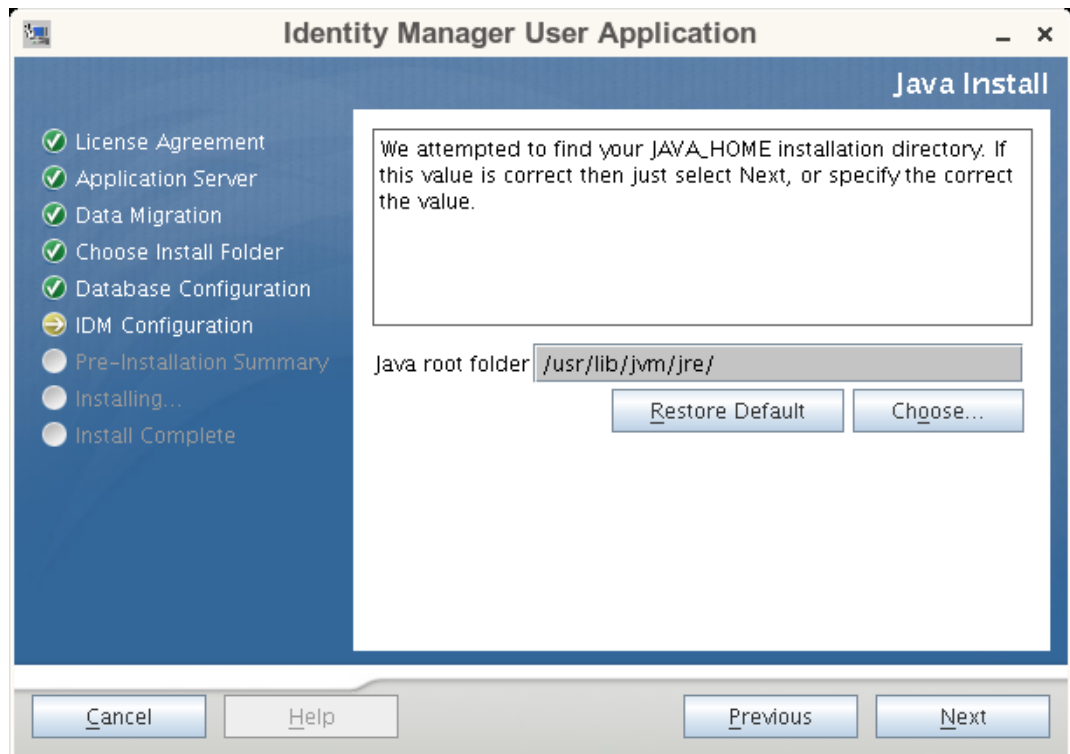 Identity Manager User Application
Java Install
License Agreement
Application Server
Data Migration
Choose Install Folder
Database Configuration
IDM Configuration
Pre-Installation Summary
Installing...
Install Complete
We attempted to find your JAVA_HOME installation directory. If
this value is correct then just select Next, or specify the correct
the value.
Java root folder /usr/lib/jvm/jre/
Restore Default Choose...
Cancel Help Previous Next